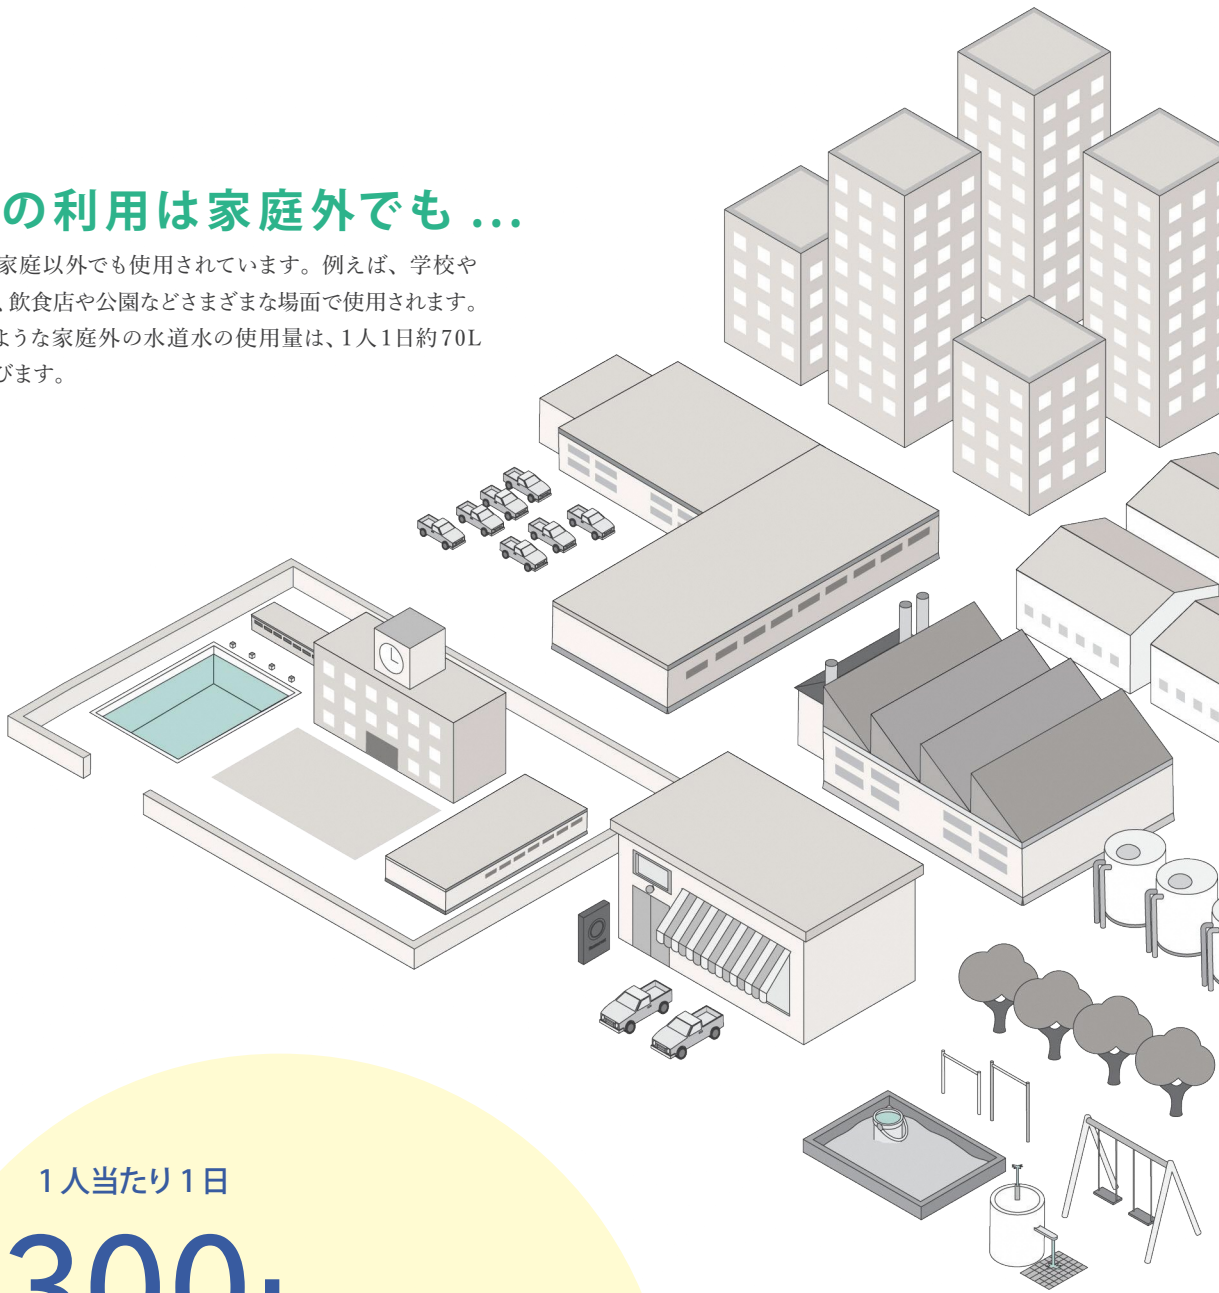 の利用は家庭外でも ...
家庭以外でも使用されています。例えば、学校や
、飲食店や公園などさまざまな場面で使用されます。
ような家庭外の水道水の使用量は、1人1日約70L
びます。
1人当たり1日
300L